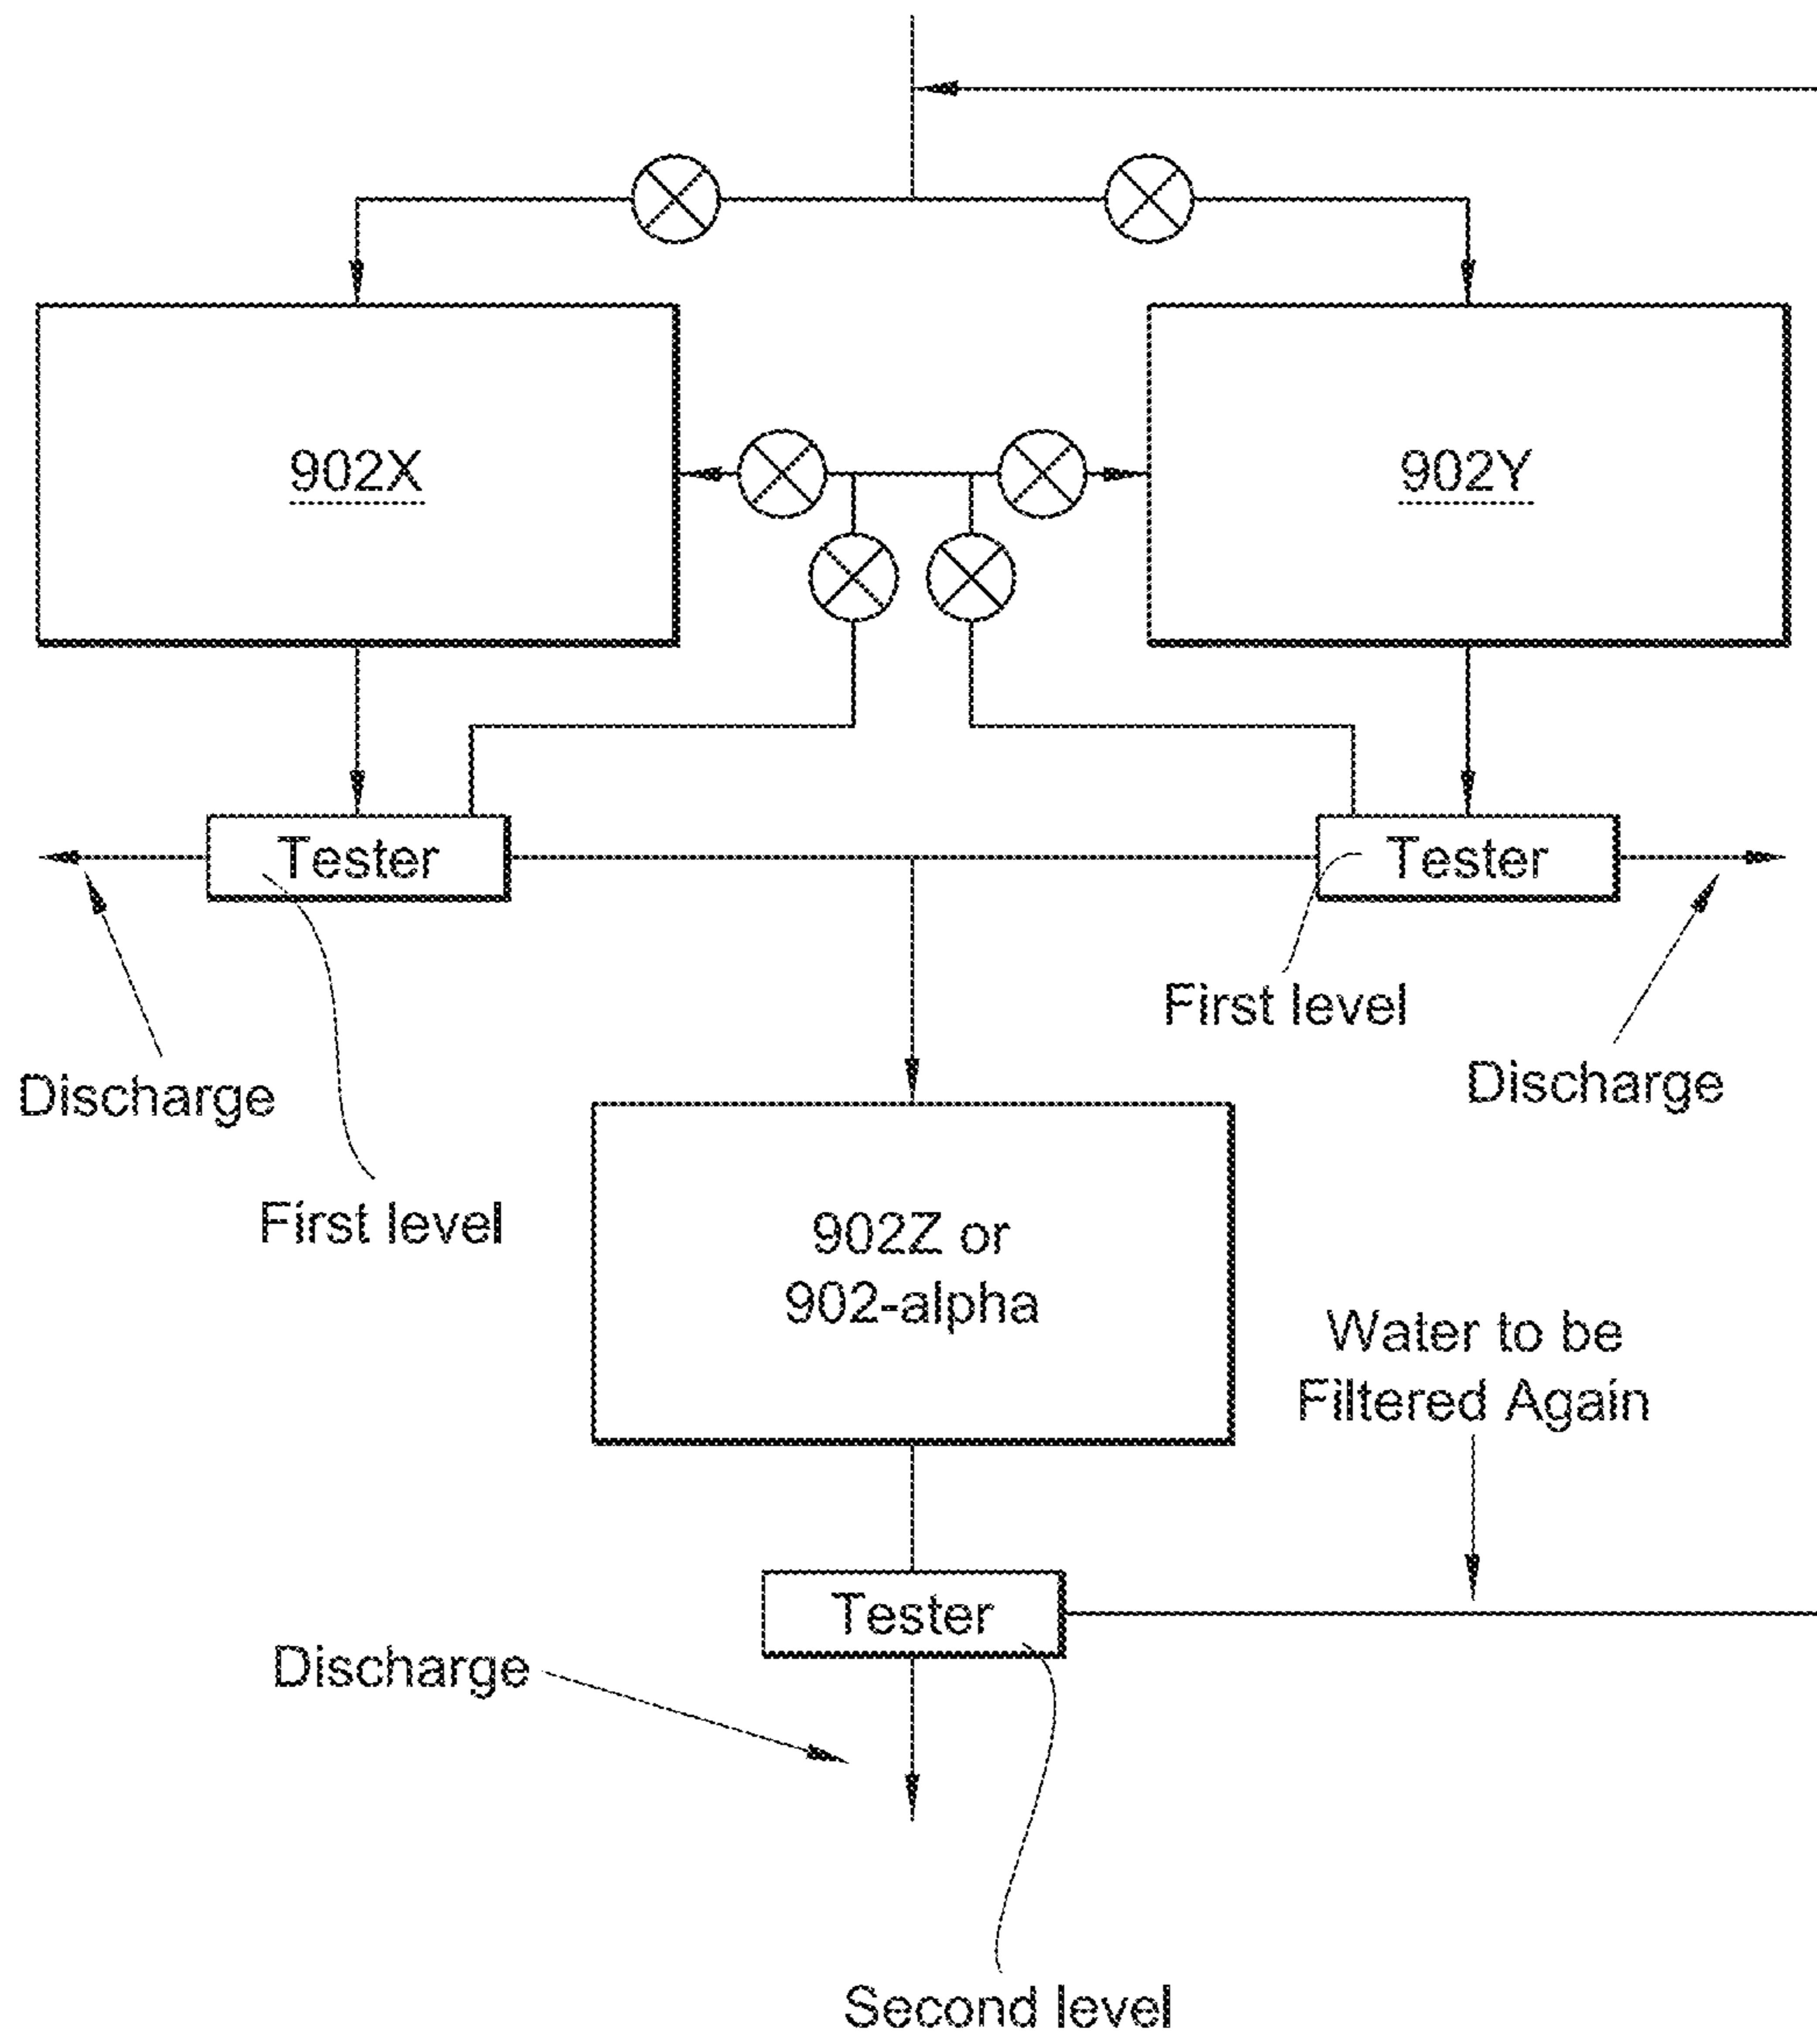 902X
902Y
Tester
Tester
First level
Discharge
Discharge
First level
902Z or
902-alpha
Water to be
Filtered Again
Tester
Discharge
Second level